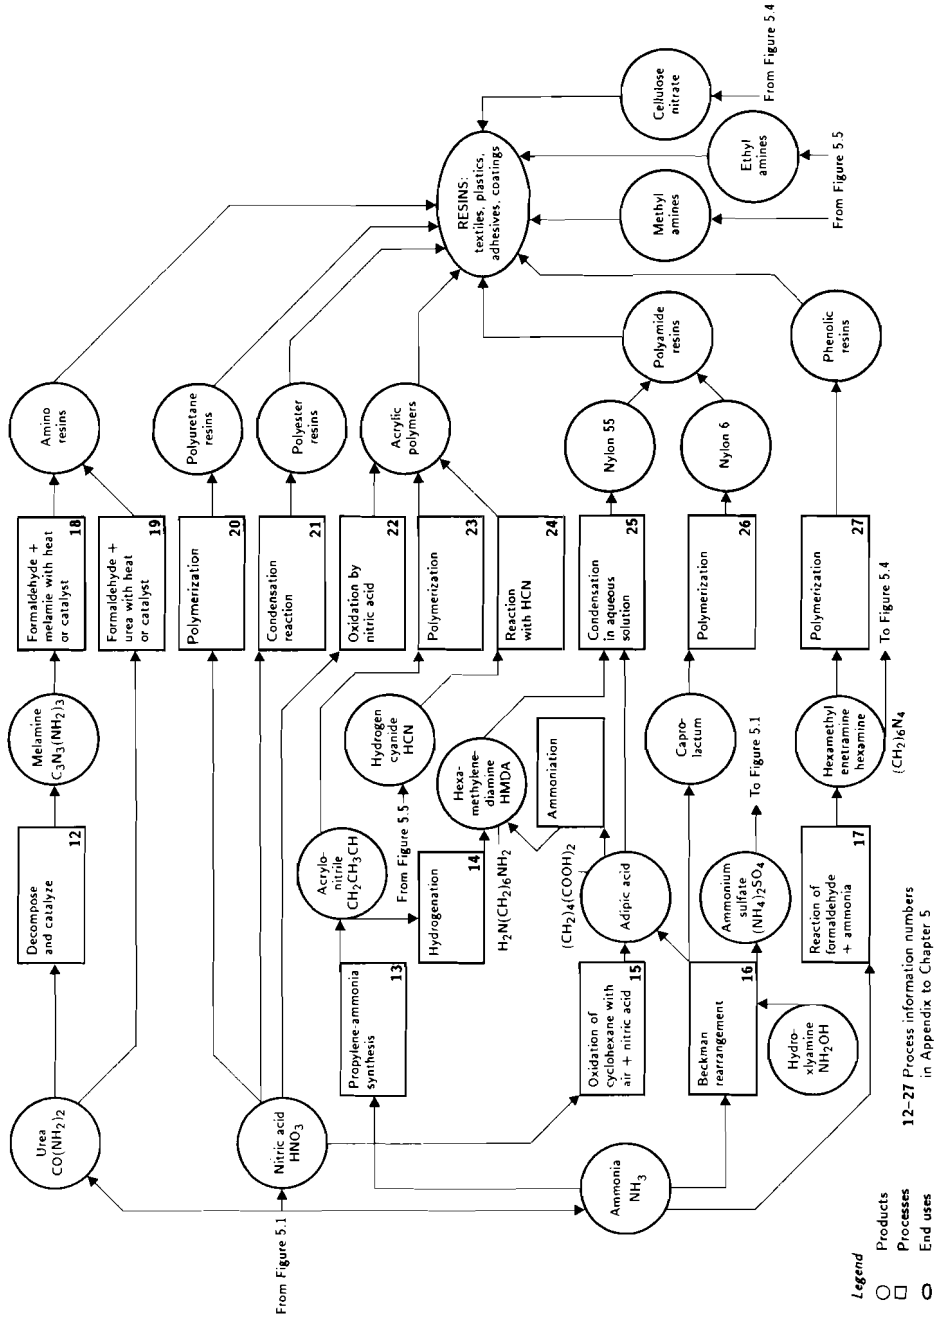 From Figure 5.1
Urea
CO(NH2)2
Nitric acid
HNO3
Ammonia
NH3
Decompose
and catalyze
12
Propylene-ammonia
synthesis
13
Acrylo-
nitrile
CH2CH3CH
Hydrogenation
14
H2N(CH2)6NH2
(CH2)4(COOH)2
Oxidation of
cyclohexane with
air + nitric acid
15
Adipic acid
Beckman
rearrangement
16
Hydro-
xlyamine
NH2OH
Ammonium
sulfate
(NH4)2SO4
To Figure 5.1
Reaction of
formaldehyde
+ ammonia
17
Melamine
C3N3(NH2)3
From Figure 5.5
Hydrogen
cyanide
HCN
Hexa-
methylene-
diamine
HMDA
Ammoniation
Capro-
lactum
Hexamethyl
enetramine
hexamine
(CH2)6N4
To Figure 5.4
Formaldehyde +
melamie with heat
or catalyst
18
Formaldehyde +
urea with heat
or catalyst
19
Polymerization
20
Condensation
reaction
21
Oxidation by
nitric acid
22
Polymerization
23
Reaction
with HCN
24
Condensation
in aqueous
solution
25
Polymerization
26
Polymerization
27
Amino
resins
Polyuretane
resins
Polyester
resins
Acrylic
polymers
Nylon 55
Nylon 6
Polyamide
resins
Phenolic
resins
RESINS:
textiles, plastics,
adhesives, coatings
Methyl
amines
Ethyl
amines
From Figure 5.5
Cellulose
nitrate
From Figure 5.4
Legend
Products
Processes
End uses
12-27 Process information numbers
in Appendix to Chapter 5